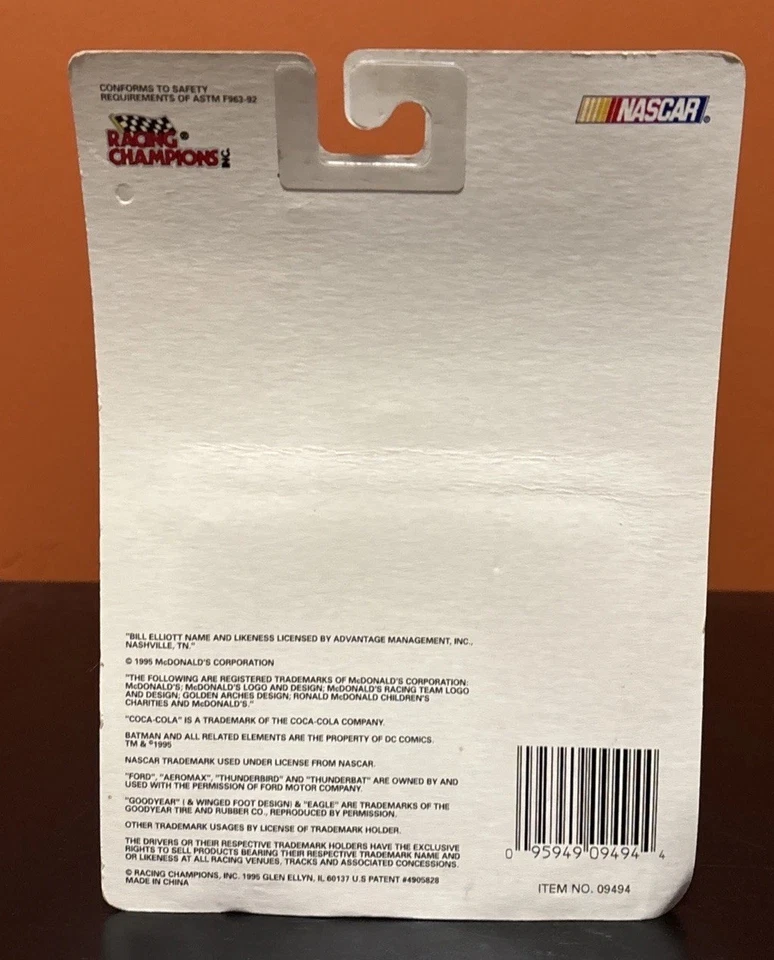 CONFORMS TO SAFETY
REQUIREMENTS OF ASTM F963-92
RACING®
CHAMPIONS INC.
NASCAR®
"BILL ELLIOTT NAME AND LIKENESS LICENSED BY ADVANTAGE MANAGEMENT, INC.,
NASHVILLE, TN."
© 1995 McDONALD'S CORPORATION
"THE FOLLOWING ARE REGISTERED TRADEMARKS OF McDONALD'S CORPORATION:
McDONALD'S; McDONALD'S LOGO AND DESIGN; McDONALD'S RACING TEAM LOGO
AND DESIGN; GOLDEN ARCHES DESIGN; RONALD McDONALD CHILDREN'S
CHARITIES AND McDONALD'S."
"COCA-COLA" IS A TRADEMARK OF THE COCA-COLA COMPANY.
BATMAN AND ALL RELATED ELEMENTS ARE THE PROPERTY OF DC COMICS.
TM & ©1995
NASCAR TRADEMARK USED UNDER LICENSE FROM NASCAR.
"FORD", "AEROMAX", "THUNDERBIRD" AND "THUNDERBAT" ARE OWNED BY AND
USED WITH THE PERMISSION OF FORD MOTOR COMPANY.
"GOODYEAR" ( & WINGED FOOT DESIGN) & "EAGLE" ARE TRADEMARKS OF THE
GOODYEAR TIRE AND RUBBER CO., REPRODUCED BY PERMISSION.
OTHER TRADEMARK USAGES BY LICENSE OF TRADEMARK HOLDER.
THE DRIVERS OR THEIR RESPECTIVE TRADEMARK HOLDERS HAVE THE EXCLUSIVE
RIGHTS TO SELL PRODUCTS BEARING THEIR RESPECTIVE TRADEMARK NAME AND
OR LIKENESS AT ALL RACING VENUES, TRACKS AND ASSOCIATED CONCESSIONS.
© RACING CHAMPIONS, INC. 1995 GLEN ELLYN, IL 60137 U.S PATENT #4905828
MADE IN CHINA
0 95949 09494 4
ITEM NO. 09494